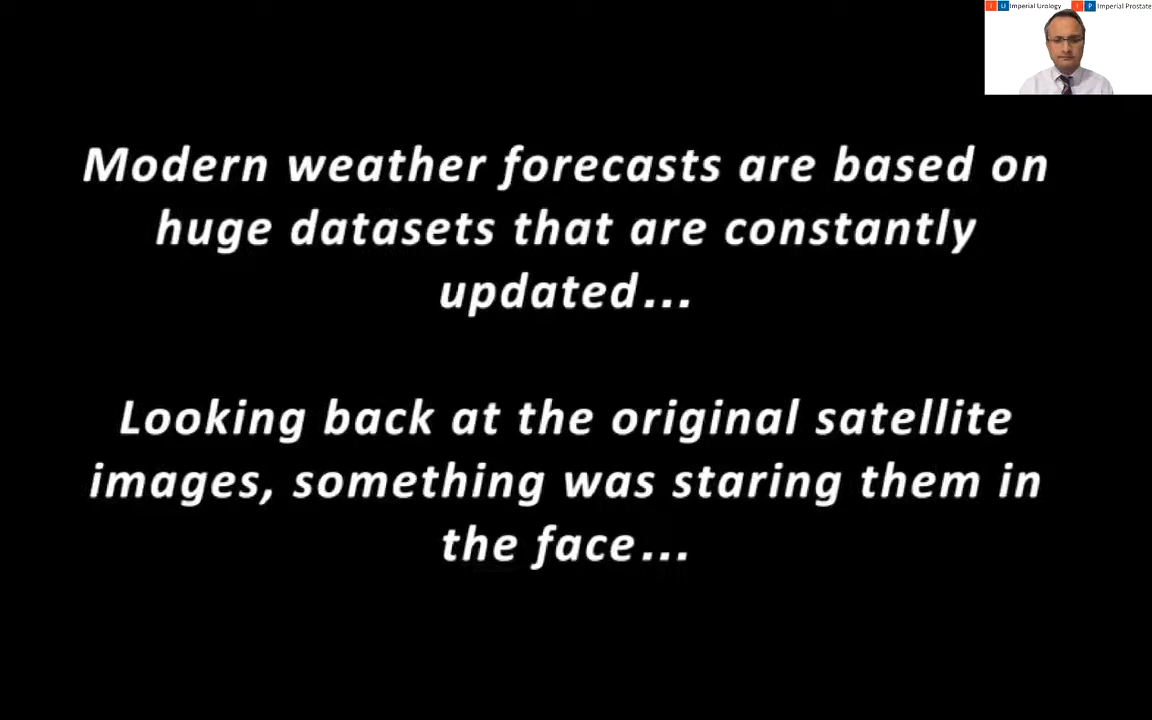 I U Imperial Urology I P Imperial Prostate
Modern weather forecasts are based on
huge datasets that are constantly
updated...
Looking back at the original satellite
images, something was staring them in
the face...